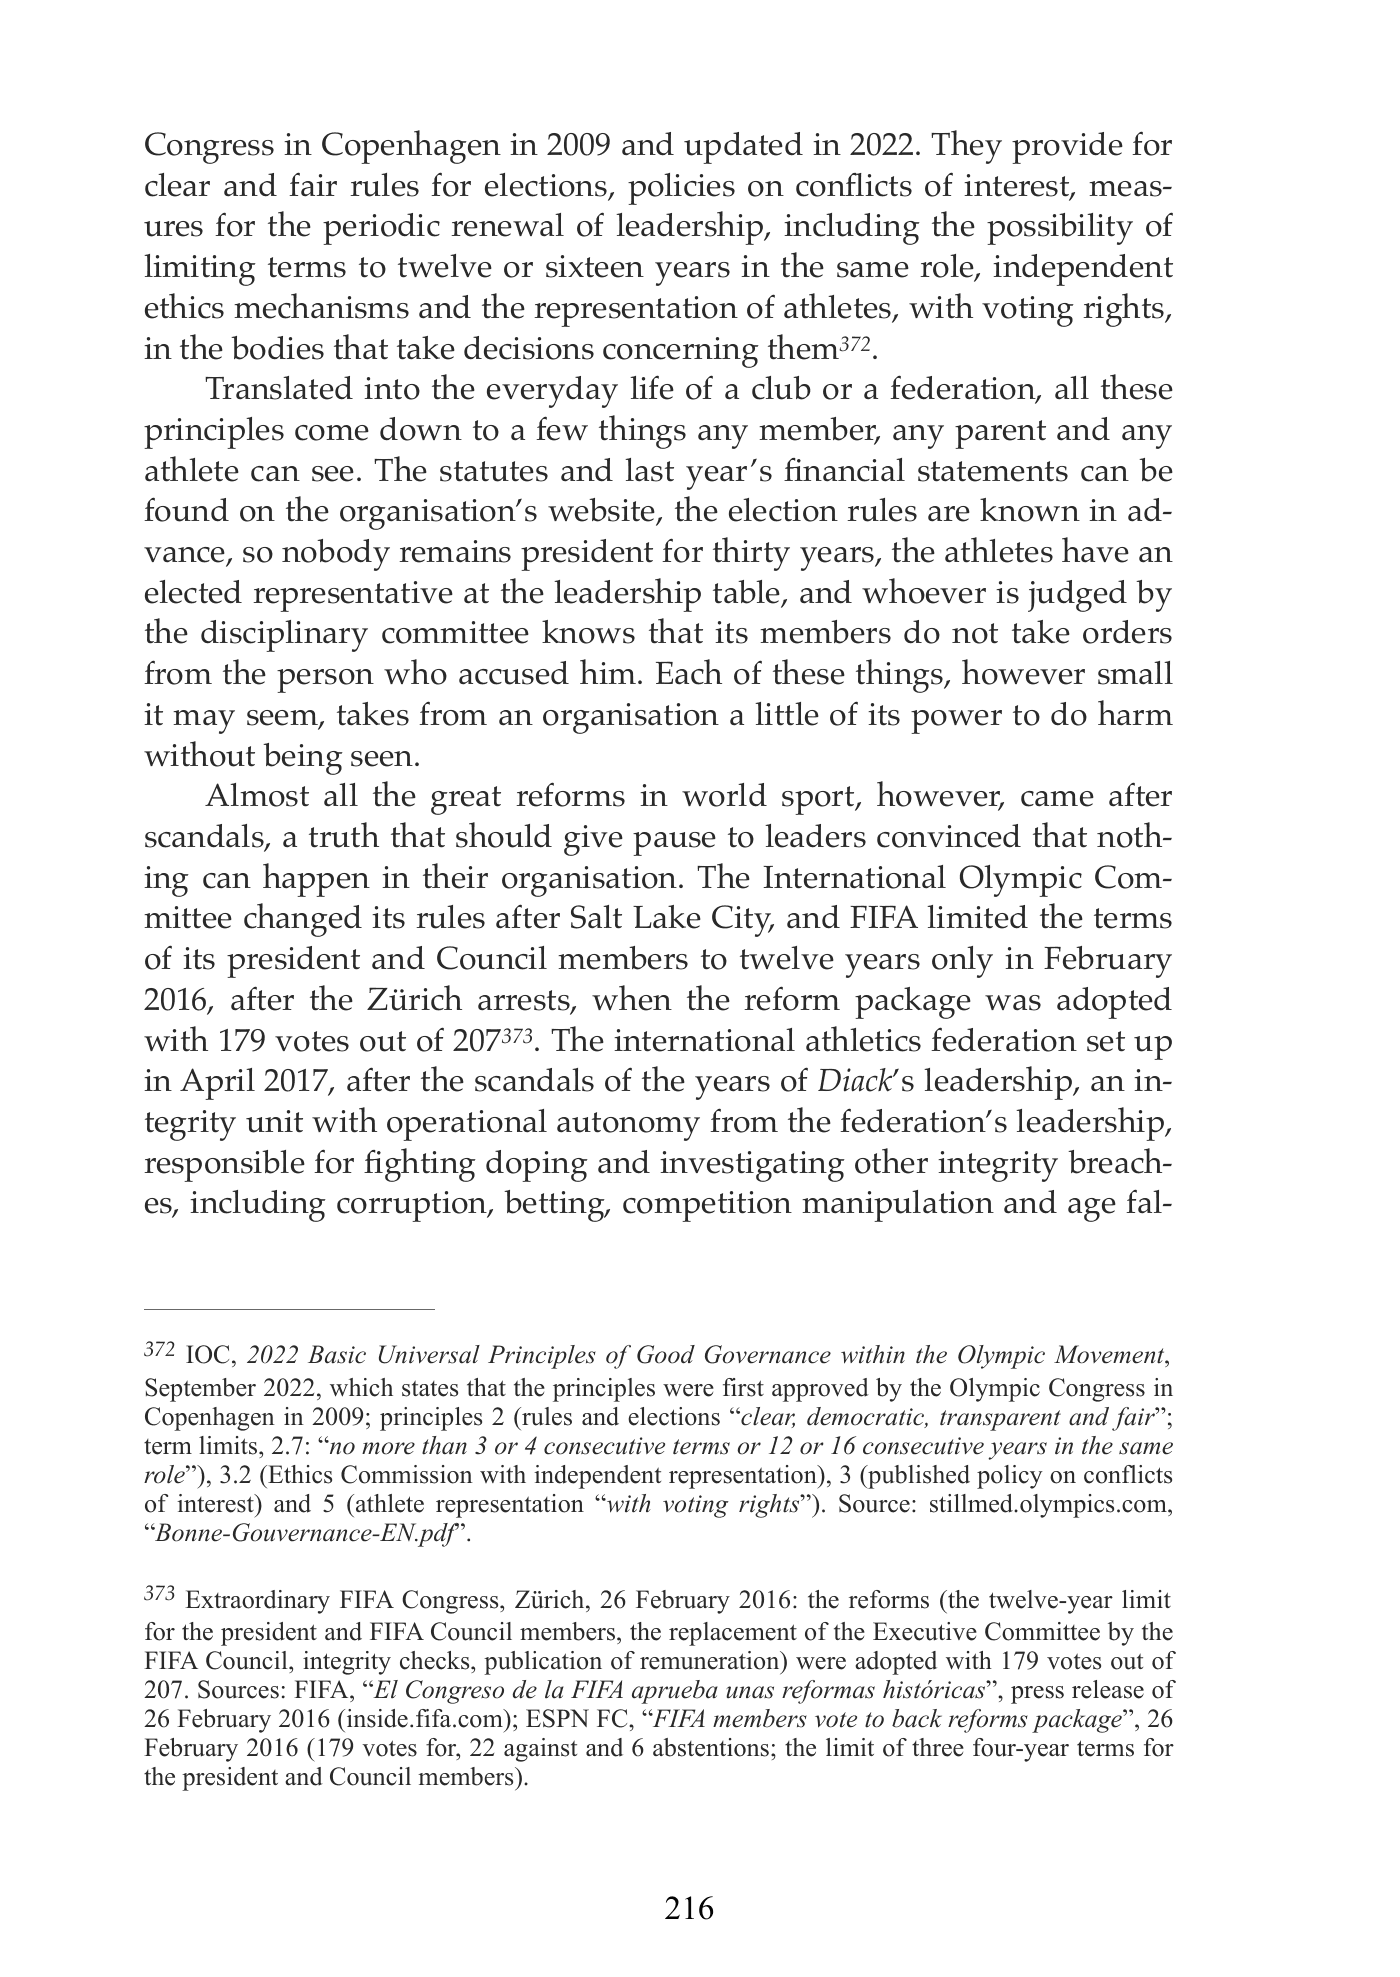 Congress in Copenhagen in 2009 and updated in 2022. They provide for
clear and fair rules for elections, policies on conflicts of interest, meas-
ures for the periodic renewal of leadership, including the possibility of
limiting terms to twelve or sixteen years in the same role, independent
ethics mechanisms and the representation of athletes, with voting rights,
in the bodies that take decisions concerning them372.
Translated into the everyday life of a club or a federation, all these
principles come down to a few things any member, any parent and any
athlete can see. The statutes and last year’s financial statements can be
found on the organisation’s website, the election rules are known in ad-
vance, so nobody remains president for thirty years, the athletes have an
elected representative at the leadership table, and whoever is judged by
the disciplinary committee knows that its members do not take orders
from the person who accused him. Each of these things, however small
it may seem, takes from an organisation a little of its power to do harm
without being seen.
Almost all the great reforms in world sport, however, came after
scandals, a truth that should give pause to leaders convinced that noth-
ing can happen in their organisation. The International Olympic Com-
mittee changed its rules after Salt Lake City, and FIFA limited the terms
of its president and Council members to twelve years only in February
2016, after the Zürich arrests, when the reform package was adopted
with 179 votes out of 207373. The international athletics federation set up
in April 2017, after the scandals of the years of Diack’s leadership, an in-
tegrity unit with operational autonomy from the federation’s leadership,
responsible for fighting doping and investigating other integrity breach-
es, including corruption, betting, competition manipulation and age fal-
372 IOC, 2022 Basic Universal Principles of Good Governance within the Olympic Movement,
September 2022, which states that the principles were first approved by the Olympic Congress in
Copenhagen in 2009; principles 2 (rules and elections “clear, democratic, transparent and fair”;
term limits, 2.7: “no more than 3 or 4 consecutive terms or 12 or 16 consecutive years in the same
role”), 3.2 (Ethics Commission with independent representation), 3 (published policy on conflicts
of interest) and 5 (athlete representation “with voting rights”). Source: stillmed.olympics.com,
“Bonne-Gouvernance-EN.pdf”.
373 Extraordinary FIFA Congress, Zürich, 26 February 2016: the reforms (the twelve-year limit
for the president and FIFA Council members, the replacement of the Executive Committee by the
FIFA Council, integrity checks, publication of remuneration) were adopted with 179 votes out of
207. Sources: FIFA, “El Congreso de la FIFA aprueba unas reformas históricas”, press release of
26 February 2016 (inside.fifa.com); ESPN FC, “FIFA members vote to back reforms package”, 26
February 2016 (179 votes for, 22 against and 6 abstentions; the limit of three four-year terms for
the president and Council members).
216